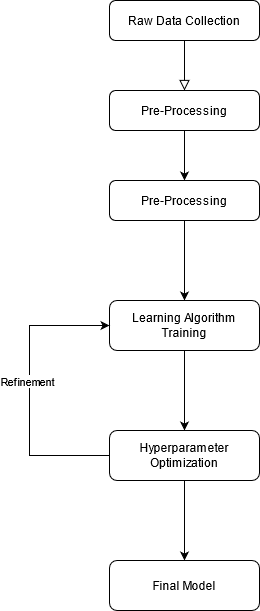 Raw Data Collection
Pre-Processing
Pre-Processing
Learning Algorithm
Training
Refinement
Hyperparameter
Optimization
Final Model